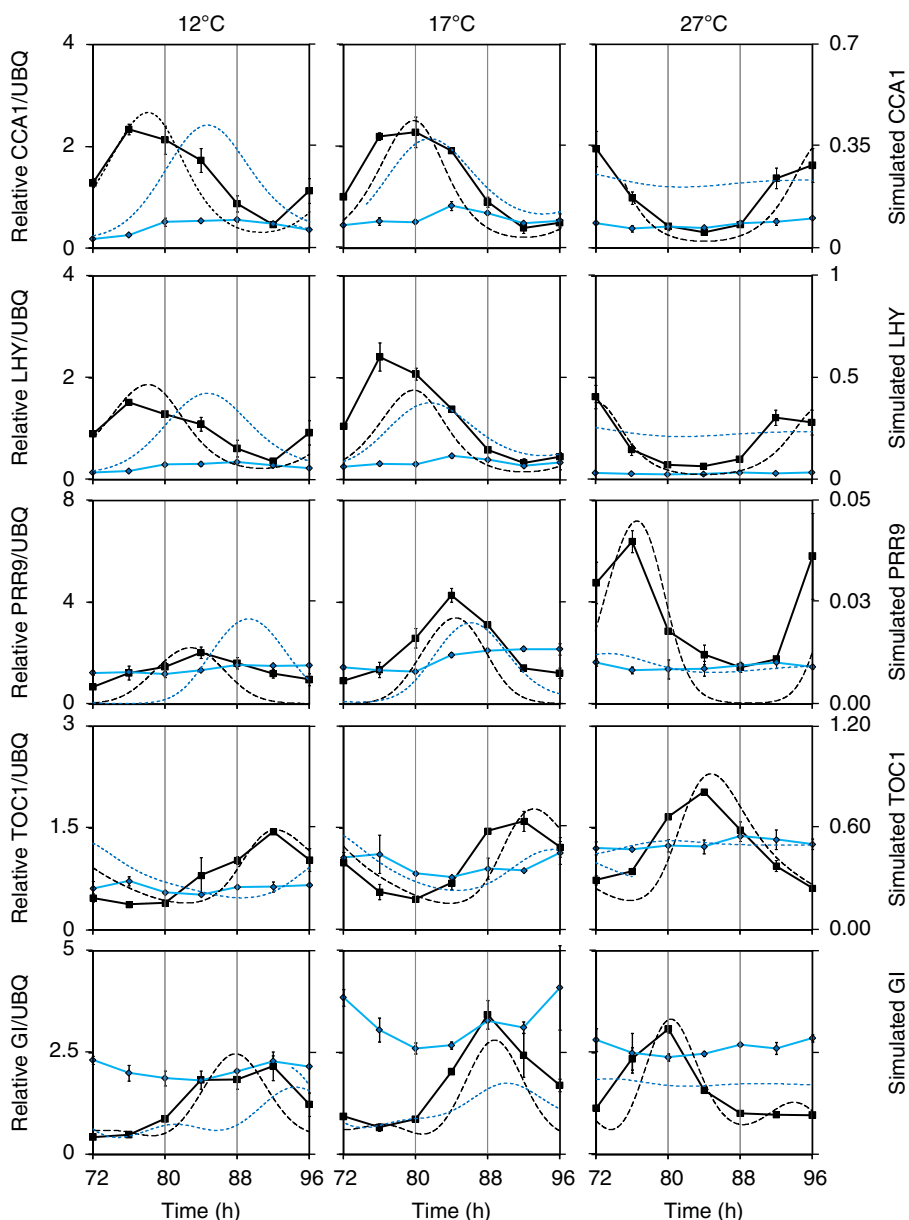 12°C 17°C 27°C
Relative CCA1/UBQ
4
2
0
0.7
0.35
0
Simulated CCA1
Relative LHY/UBQ
4
2
0
1
0.5
0
Simulated LHY
Relative PRR9/UBQ
8
4
0
0.05
0.03
0.00
Simulated PRR9
Relative TOC1/UBQ
3
1.5
0
1.20
0.60
0.00
Simulated TOC1
Relative GI/UBQ
5
2.5
0
Simulated GI
72 80 88 96 72 80 88 96 72 80 88 96
Time (h) Time (h) Time (h)